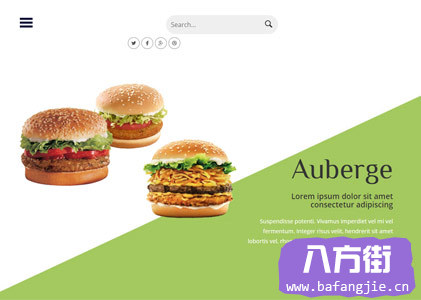 Search...
Auberge
Lorem ipsum dolor sit amet
consectetur adipiscing
Suspendisse potenti. Vivamus imperdiet vel mi vel
fermentum. Integer risus velit, hendrerit sit amet
lobortis vel,
八方街
www.bafangjie.cn